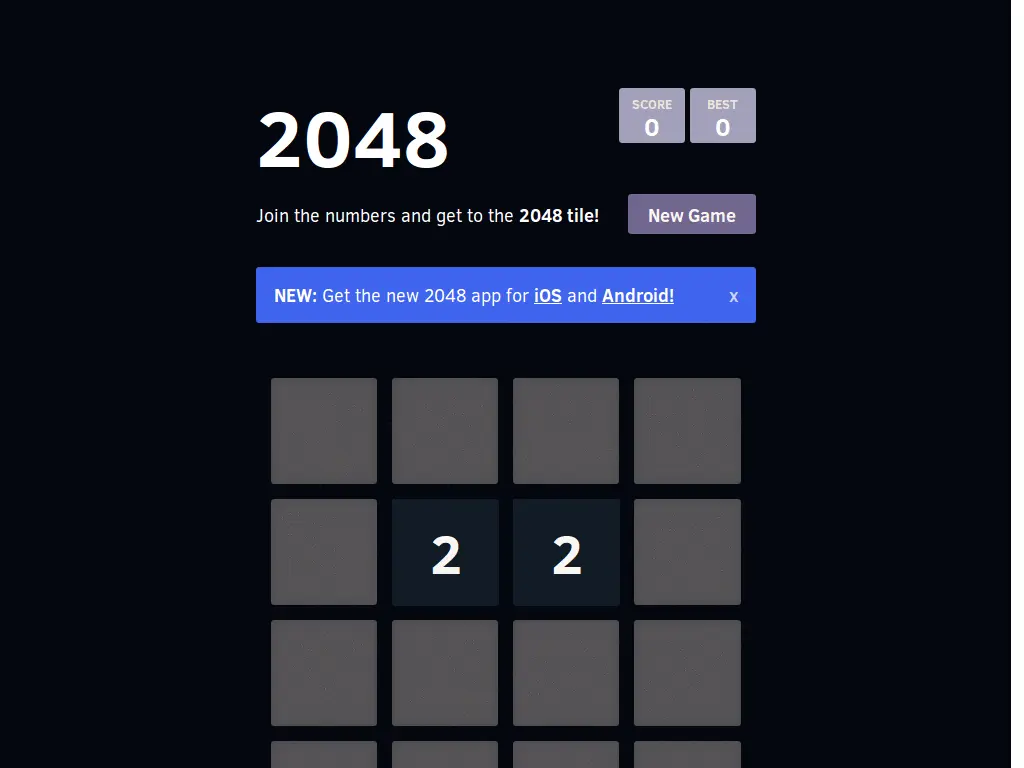 2048
SCORE
0
BEST
0
Join the numbers and get to the 2048 tile!
New Game
NEW: Get the new 2048 app for iOS and Android!
x
2
2